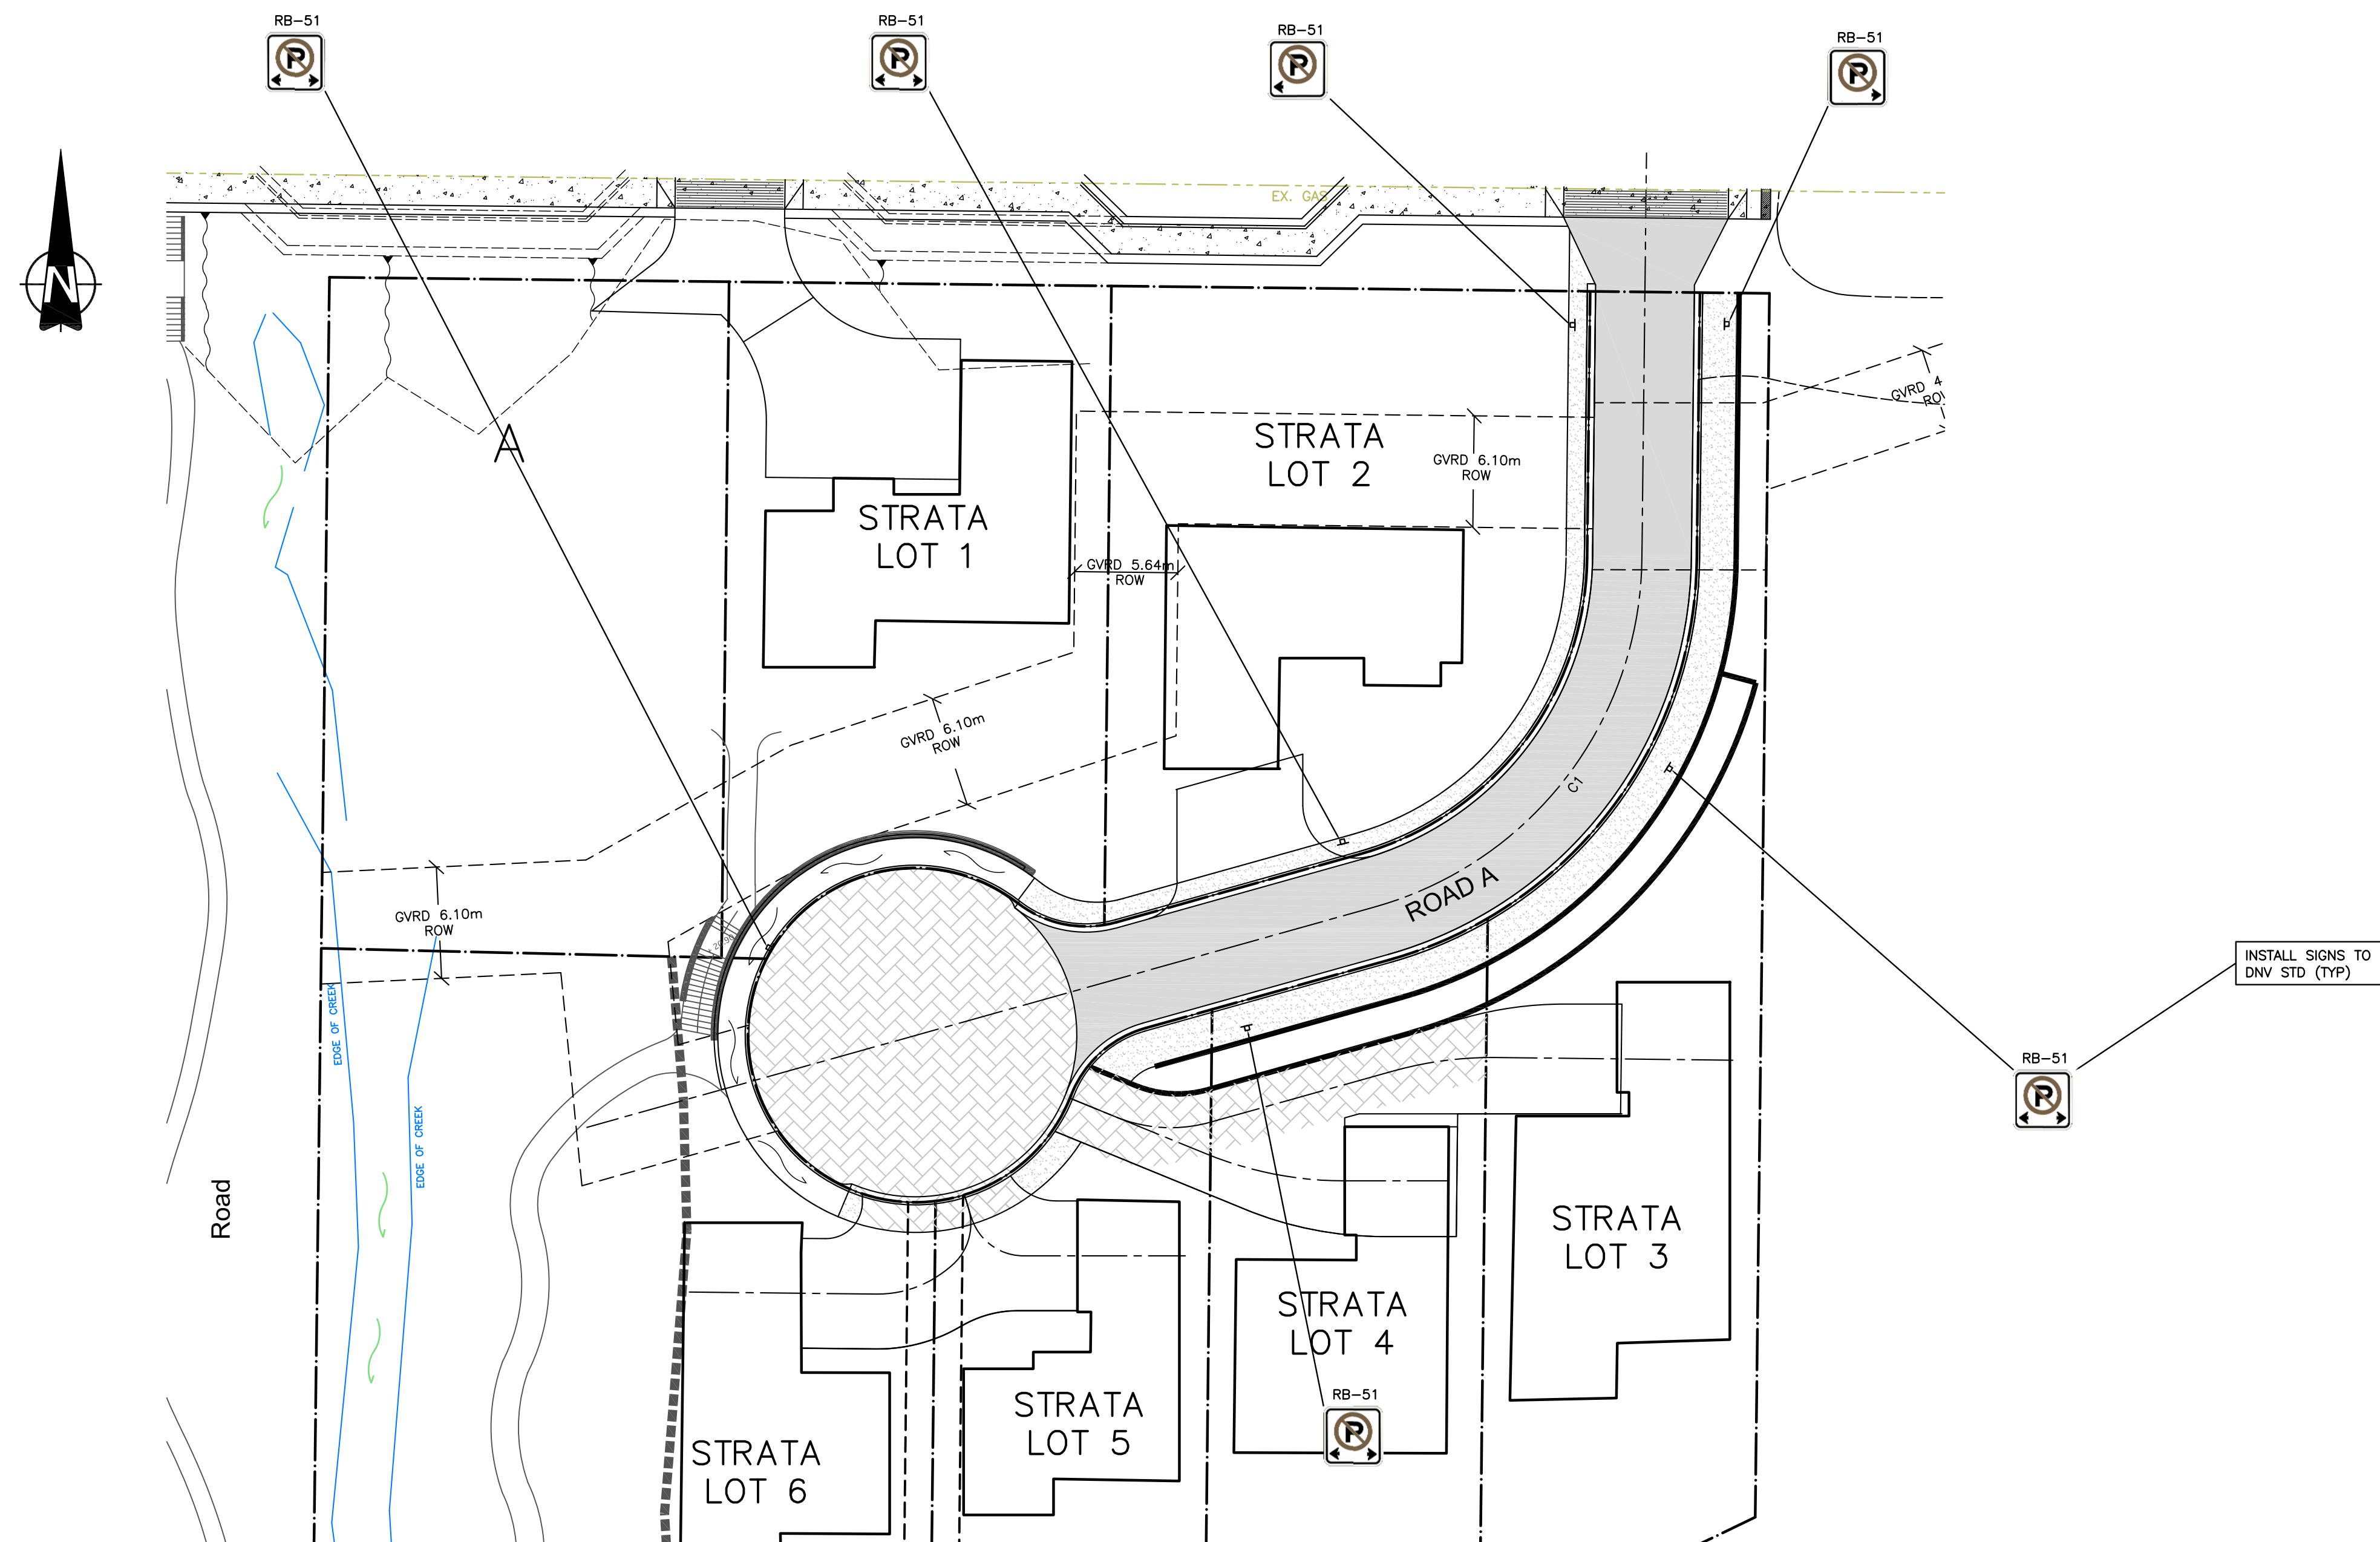 RB-51
P
RB-51
P
RB-51
P
RB-51
P
N
EX. GAS
GVRD 4
A
STRATA
LOT 2
GVRD 6.10m
ROW
STRATA
LOT 1
GVRD 5.64m
ROW
GVRD 6.10m
ROW
C1
ROAD A
GVRD 6.10m
ROW
INSTALL SIGNS TO
DNV STD (TYP)
EDGE OF CREEK
RB-51
P
EDGE OF CREEK
Road
STRATA
LOT 3
STRATA
LOT 4
RB-51
P
STRATA
LOT 5
STRATA
LOT 6